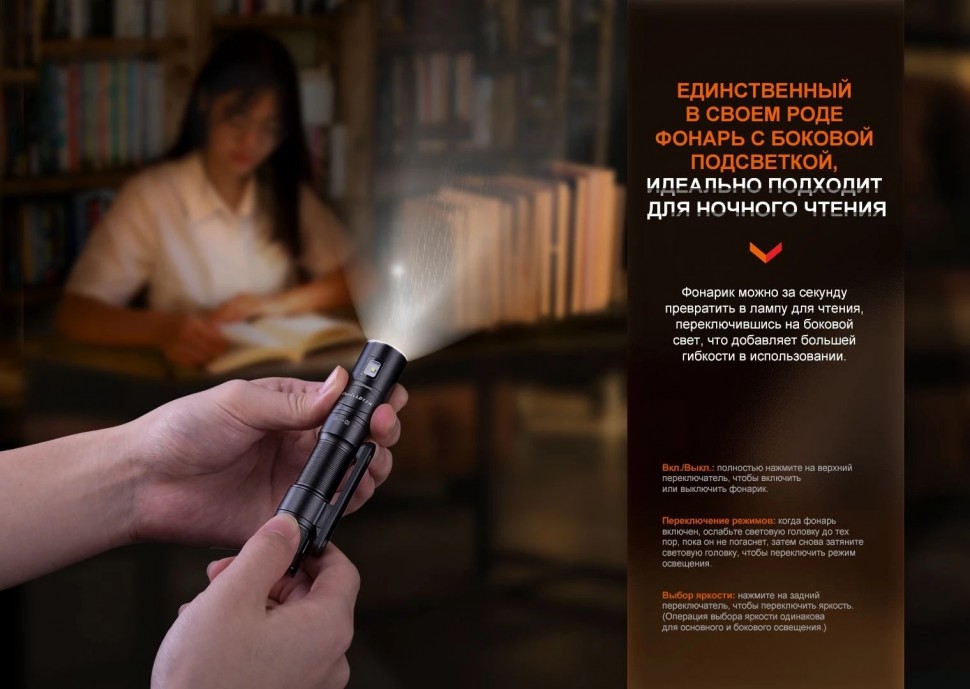 ЕДИНСТВЕННЫЙ
В СВОЕМ РОДЕ
ФОНАРЬ С БОКОВОЙ
ПОДСВЕТКОЙ,
ИДЕАЛЬНО ПОДХОДИТ
ДЛЯ НОЧНОГО ЧТЕНИЯ
Фонарик можно за секунду
превратить в лампу для чтения,
переключившись на боковой
свет, что добавляет большей
гибкости в использовании.
Вкл./Выкл.: полностью нажмите на верхний
переключатель, чтобы включить
или выключить фонарик.
Переключение режимов: когда фонарь
включен, ослабьте световую головку до тех
пор, пока он не погаснет, затем снова затяните
световую головку, чтобы переключить режим
освещения.
Выбор яркости: нажмите на задний
переключатель, чтобы переключить яркость.
(Операция выбора яркости одинакова
для основного и бокового освещения.)